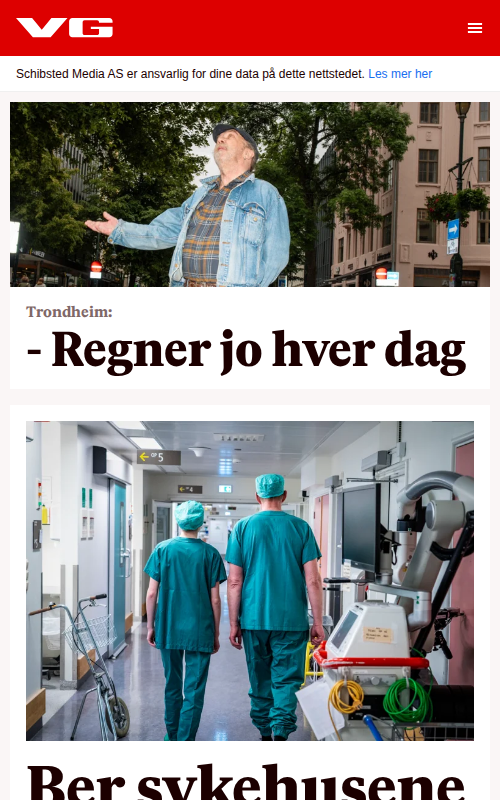 VG
Schibsted Media AS er ansvarlig for dine data på dette nettstedet. Les mer her
Trondheim:
- Regner jo hver dag
5
Ber sykehusene